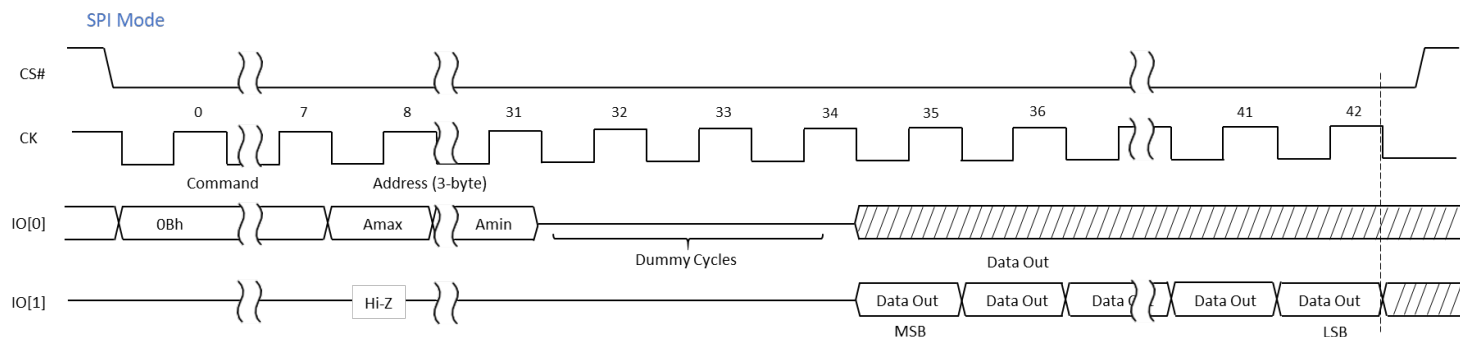 SPI Mode
CS#
0 7 8 31 32 33 34 35 36 41 42
CK
Command Address (3-byte)
IO[0] 0Bh Amax Amin
Dummy Cycles Data Out
IO[1] Hi-Z Data Out Data Out Data Data Out Data Out
MSB LSB